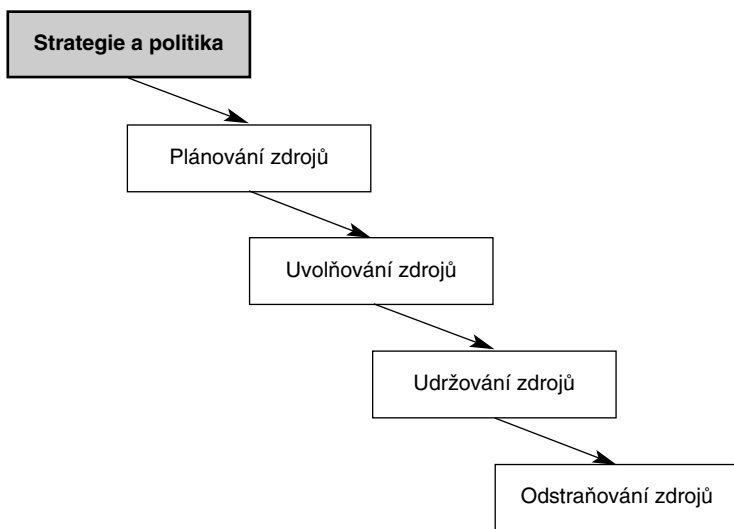 Strategie a politika
Plánování zdrojů
Uvolňování zdrojů
Udržování zdrojů
Odstraňování zdrojů